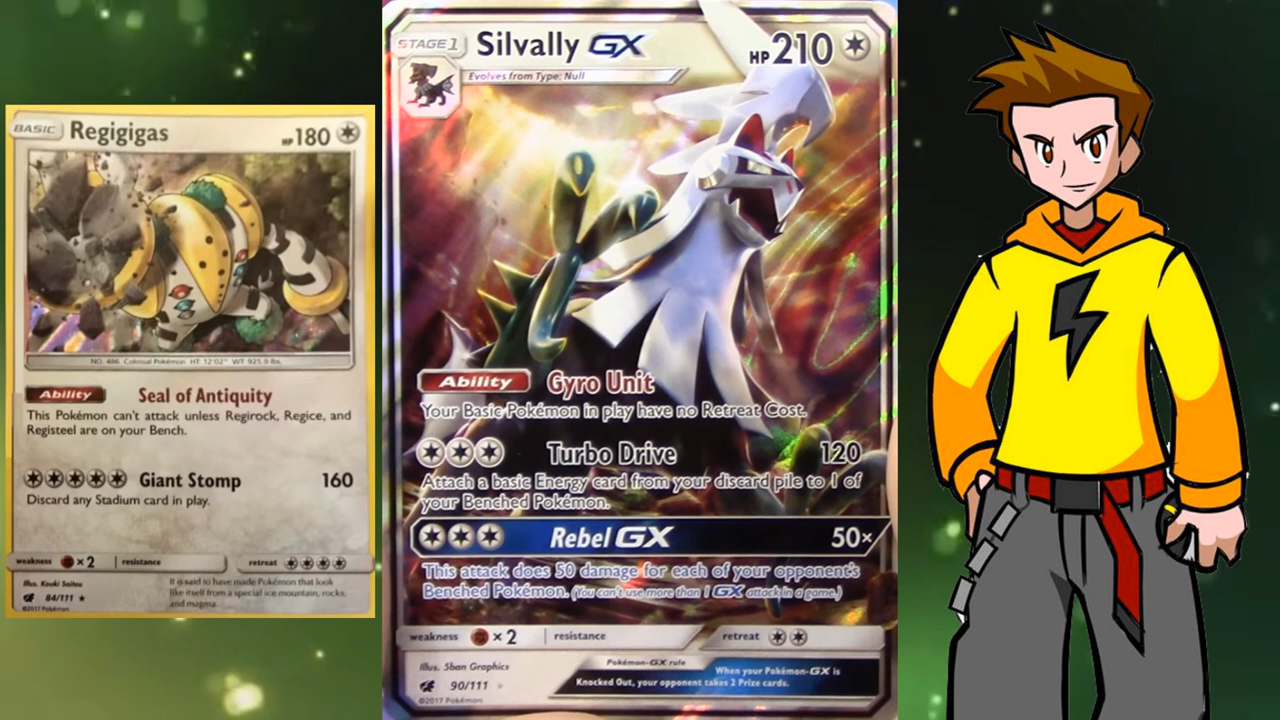 BASIC Regigigas HP 180
NO. 486 Colossal Pokémon HT: 12'02" WT: 925.9 lbs.
Ability Seal of Antiquity
This Pokémon can't attack unless Regirock, Regice, and
Registeel are on your Bench.
Giant Stomp 160
Discard any Stadium card in play.
weakness ×2 resistance retreat
Illus. Kouki Saitou
84/111 ★
©2017 Pokémon
It is said to have made Pokémon that look
like itself from a special ice mountain, rocks,
and magma.
STAGE 1 Silvally GX HP 210
Evolves from Type: Null
Ability Gyro Unit
Your Basic Pokémon in play have no Retreat Cost.
Turbo Drive 120
Attach a basic Energy card from your discard pile to 1 of
your Benched Pokémon.
Rebel GX 50×
This attack does 50 damage for each of your opponent's
Benched Pokémon. (You can't use more than 1 GX attack in a game.)
weakness ×2 resistance retreat
Illus. 5ban Graphics
90/111
©2017 Pokémon
Pokémon-GX rule
When your Pokémon-GX is
Knocked Out, your opponent takes 2 Prize cards.